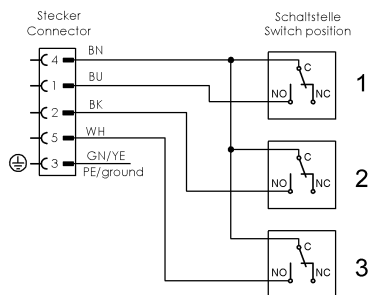 Stecker
Connector
Schaltstelle
Switch position
4 BN
1 BU
2 BK
5 WH
3 GN/YE
PE/ground
C
NO NC
1
C
NO NC
2
C
NO NC
3